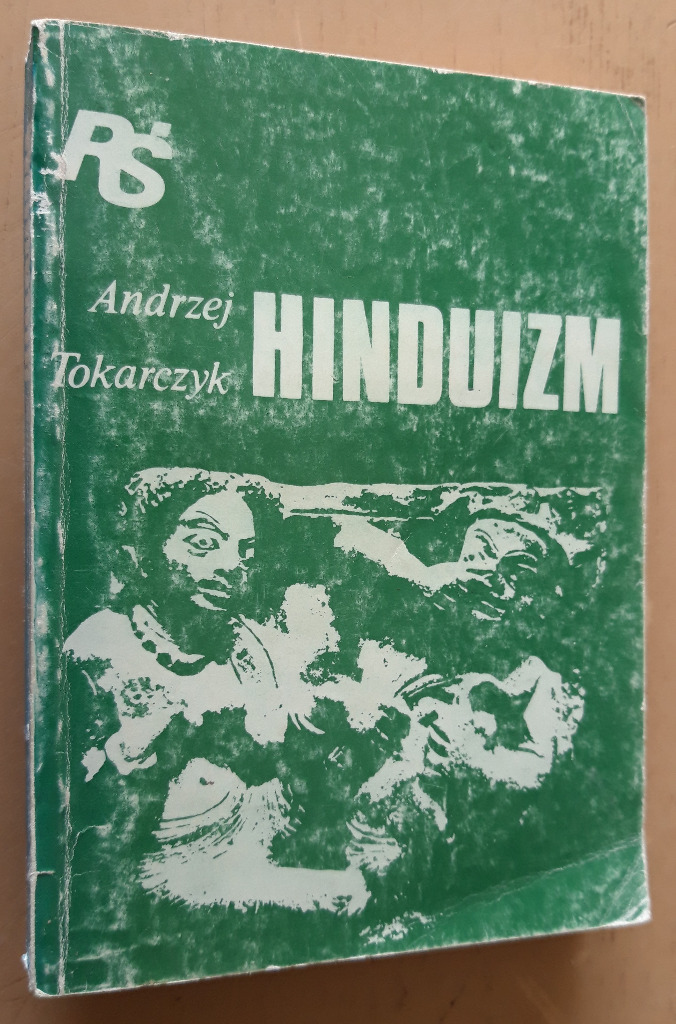 RŚ
Andrzej
Tokarczyk
HINDUIZM